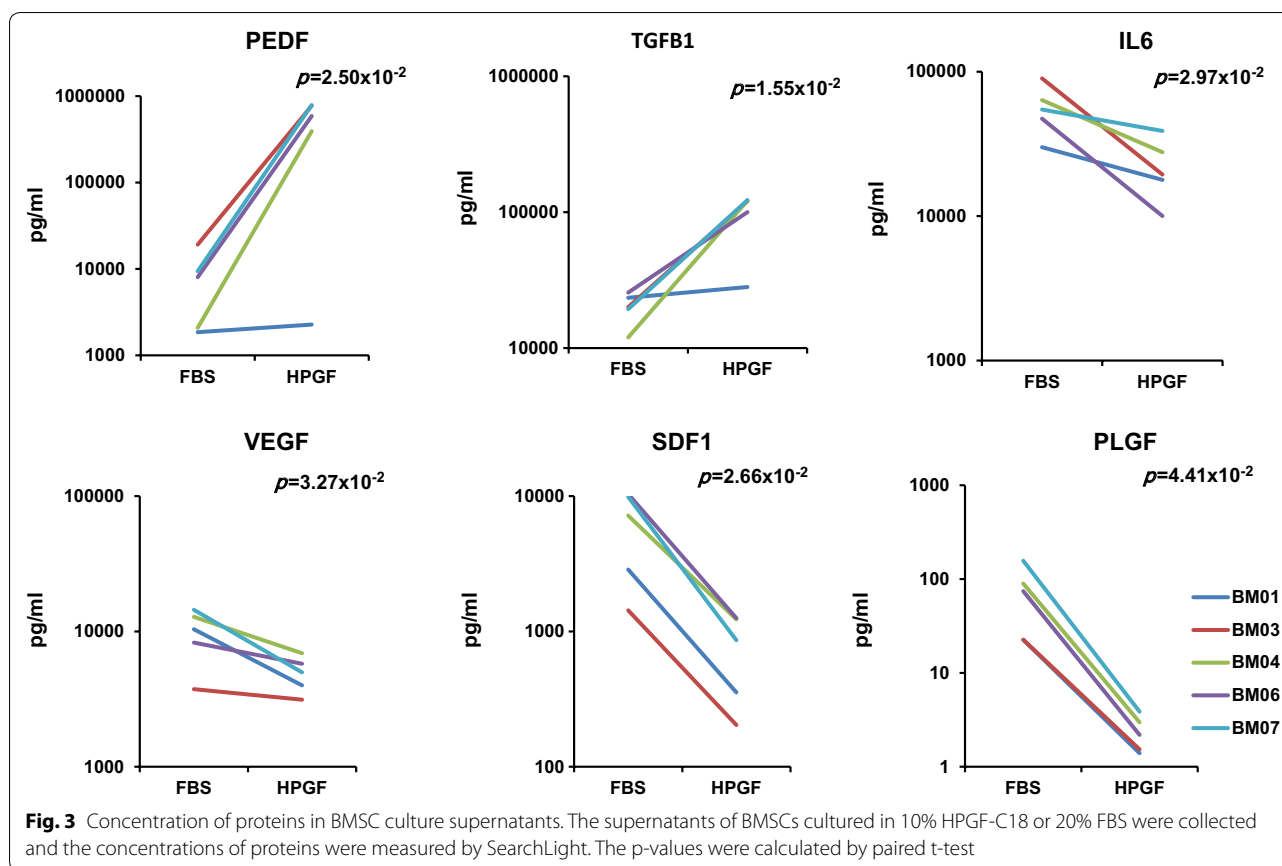 PEDF
p=2.50x10-2
pg/ml
1000000
100000
10000
1000
FBS
HPGF
TGFB1
p=1.55x10-2
pg/ml
1000000
100000
10000
FBS
HPGF
IL6
p=2.97x10-2
pg/ml
100000
10000
1000
FBS
HPGF
VEGF
p=3.27x10-2
pg/ml
100000
10000
1000
FBS
HPGF
SDF1
p=2.66x10-2
pg/ml
10000
1000
100
FBS
HPGF
PLGF
p=4.41x10-2
pg/ml
1000
100
10
1
FBS
HPGF
BM01
BM03
BM04
BM06
BM07
Fig. 3 Concentration of proteins in BMSC culture supernatants. The supernatants of BMSCs cultured in 10% HPGF-C18 or 20% FBS were collected
and the concentrations of proteins were measured by SearchLight. The p-values were calculated by paired t-test